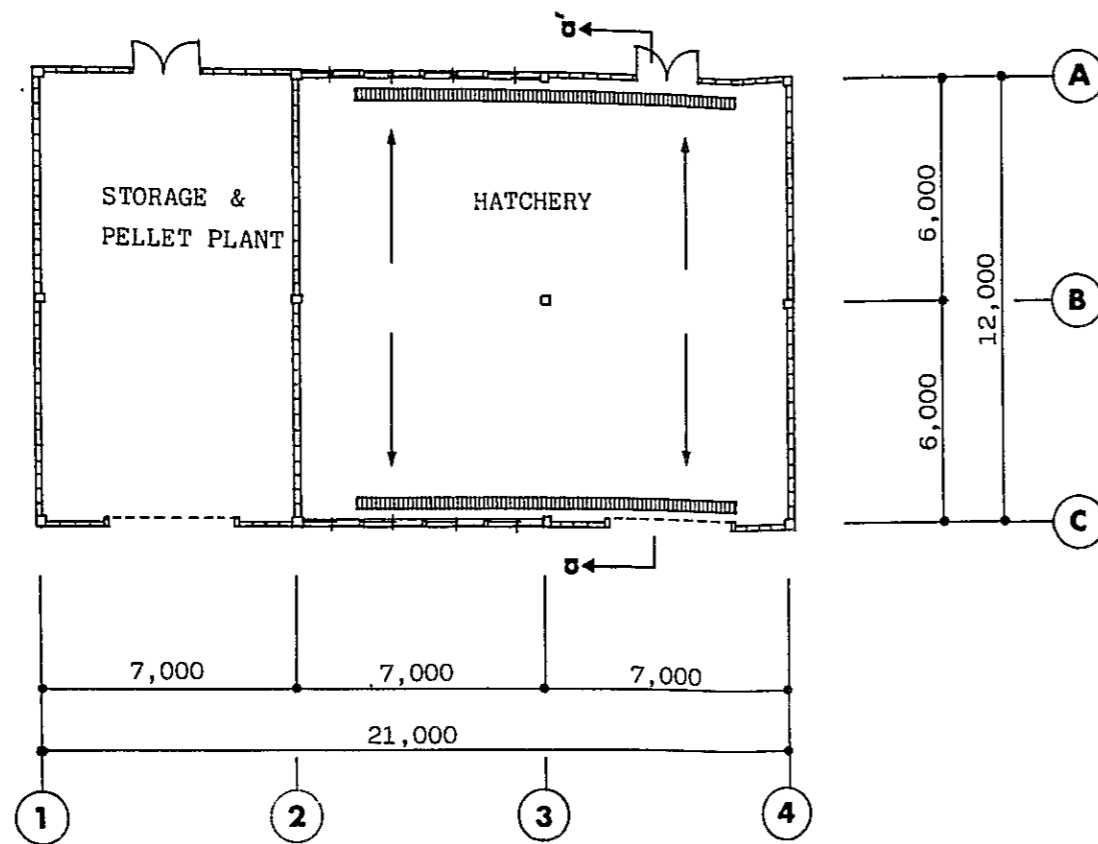 a'
A
STORAGE &
PELLET PLANT
HATCHERY
6,000
12,000
B
6,000
C
a
7,000
7,000
7,000
21,000
1
2
3
4